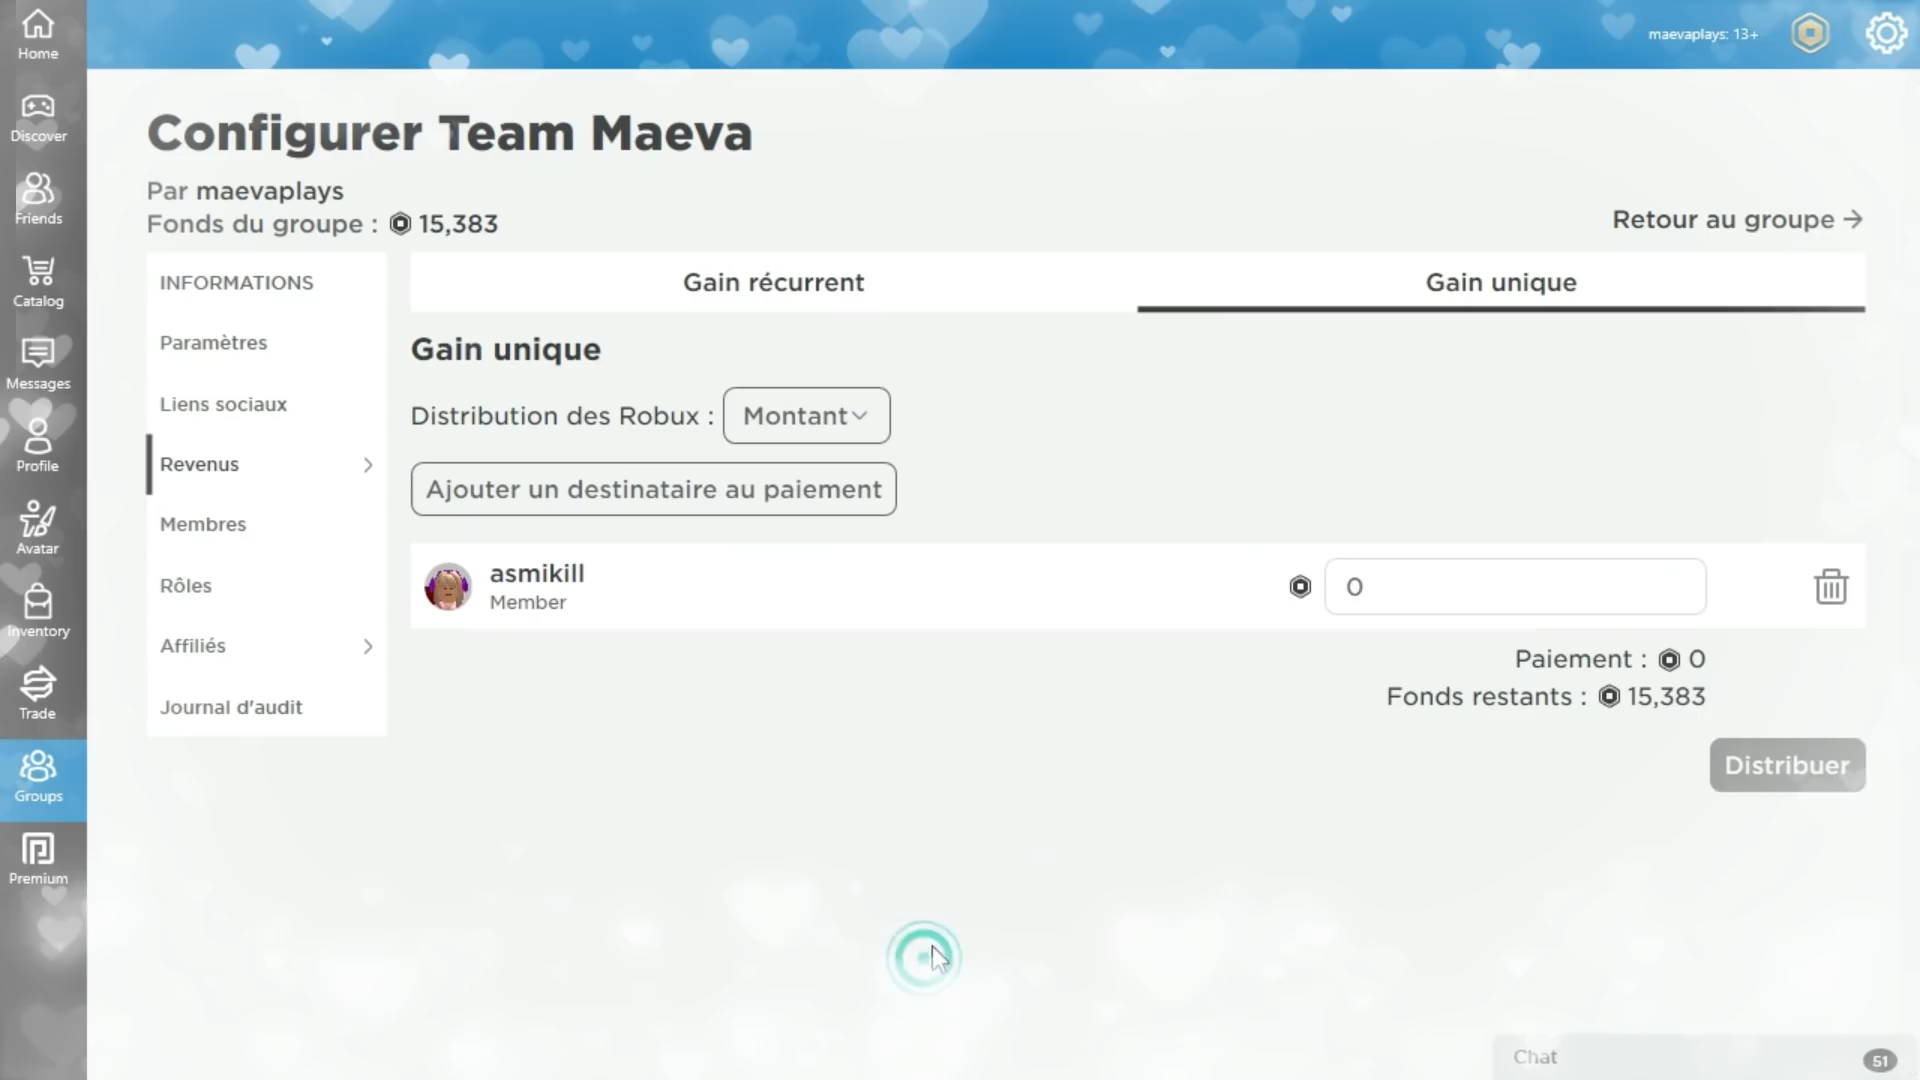 Home
Discover
Friends
Catalog
Messages
Profile
Avatar
Inventory
Trade
Groups
Premium
maevaplays: 13+
Configurer Team Maeva
Par maevaplays
Fonds du groupe : 15,383
Retour au groupe →
INFORMATIONS
Paramètres
Liens sociaux
Revenus
Membres
Rôles
Affiliés
Journal d'audit
Gain récurrent
Gain unique
Gain unique
Distribution des Robux : Montant
Ajouter un destinataire au paiement
asmikill
Member
0
Paiement : 0
Fonds restants : 15,383
Distribuer
Chat
51